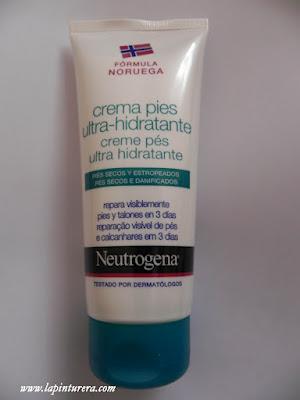 FÓRMULA
NORUEGA
crema pies
ultra-hidratante
creme pés
ultra hidratante
PIES SECOS Y ESTROPEADOS
PÉS SECOS E DANIFICADOS
repara visiblemente
pies y talones en 3 días
reparação visível de pés
e calcanhares em 3 dias
Neutrogena
TESTADO POR DERMATÓLOGOS
www.lapinturera.com